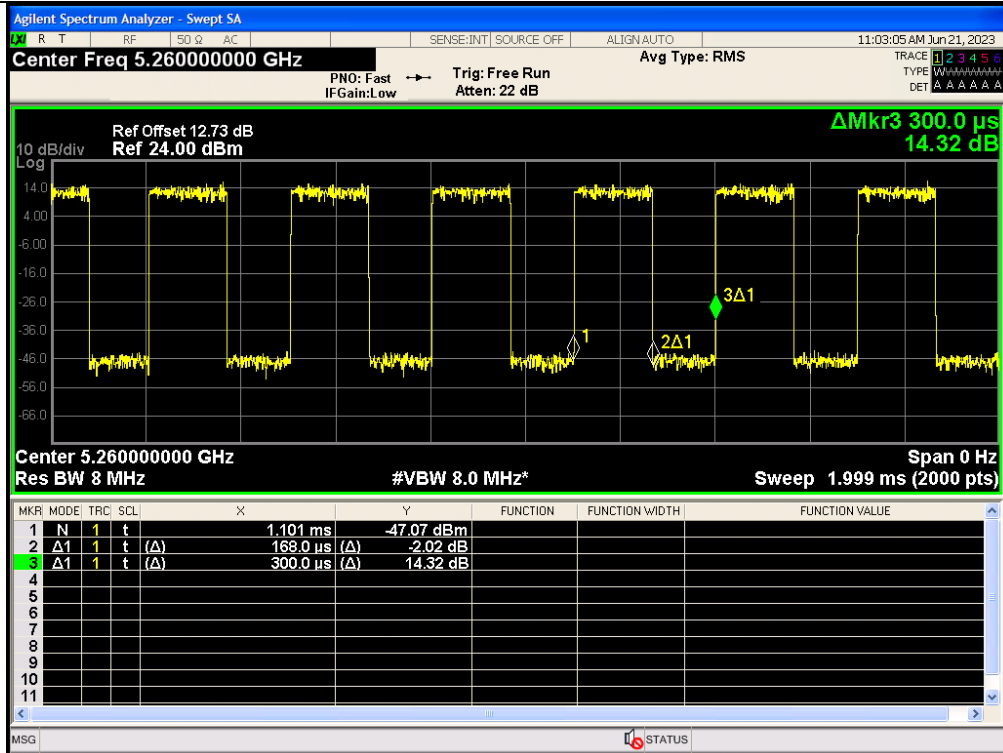 Agilent Spectrum Analyzer - Swept SA
LXI R T RF 50 Ω AC SENSE:INT SOURCE OFF ALIGN AUTO 11:03:05 AM Jun 21, 2023
Center Freq 5.260000000 GHz
Avg Type: RMS
TRACE 1 2 3 4 5 6
PNO: Fast Trig: Free Run
TYPE W
IFGain:Low Atten: 22 dB
DET A A A A A A
ΔMkr3 300.0 µs
14.32 dB
Ref Offset 12.73 dB
10 dB/div Ref 24.00 dBm
Log
14.0
4.00
-6.00
-16.0
-26.0
-36.0
-46.0
-56.0
-66.0
3Δ1
1
2Δ1
Center 5.260000000 GHz Span 0 Hz
Res BW 8 MHz #VBW 8.0 MHz* Sweep 1.999 ms (2000 pts)
MKR MODE TRC SCL X Y FUNCTION FUNCTION WIDTH FUNCTION VALUE
1 N 1 t 1.101 ms -47.07 dBm
2 Δ1 1 t (Δ) 168.0 µs (Δ) -2.02 dB
3 Δ1 1 t (Δ) 300.0 µs (Δ) 14.32 dB
4
5
6
7
8
9
10
11
MSG STATUS